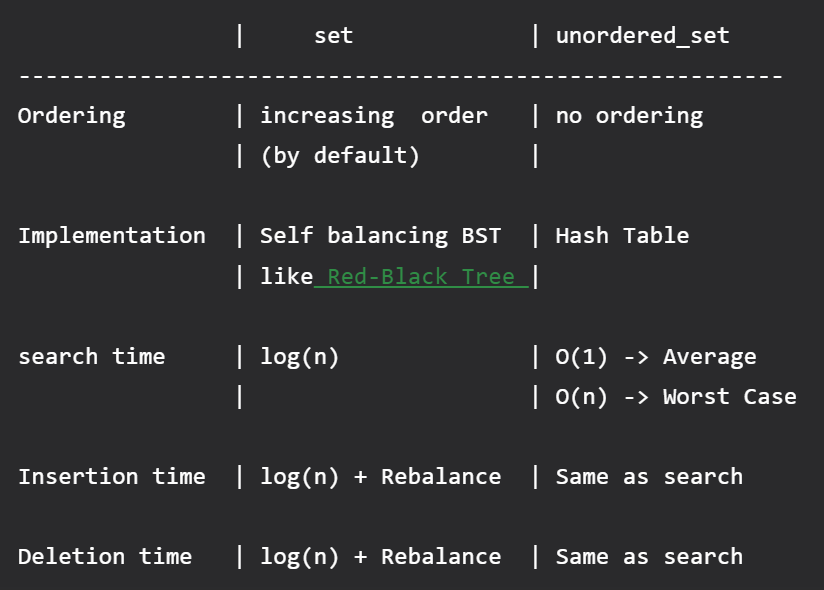 | set | unordered_set
---------------------------------------------------------
Ordering | increasing order | no ordering
| (by default) |
Implementation | Self balancing BST | Hash Table
| like Red-Black Tree |
search time | log(n) | O(1) -> Average
| | O(n) -> Worst Case
Insertion time | log(n) + Rebalance | Same as search
Deletion time | log(n) + Rebalance | Same as search